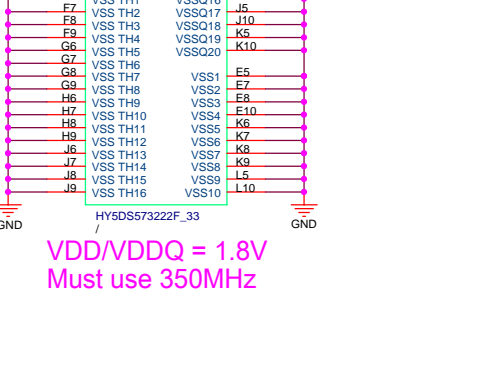 VSS TH1 VSSQ16
F7 VSS TH2 VSSQ17 J5
F8 VSS TH3 VSSQ18 J10
F9 VSS TH4 VSSQ19 K5
G6 VSS TH5 VSSQ20 K10
G7 VSS TH6
G8 VSS TH7 VSS1 E5
G9 VSS TH8 VSS2 E7
H6 VSS TH9 VSS3 E8
H7 VSS TH10 VSS4 E10
H8 VSS TH11 VSS5 K6
H9 VSS TH12 VSS6 K7
J6 VSS TH13 VSS7 K8
J7 VSS TH14 VSS8 K9
J8 VSS TH15 VSS9 L5
J9 VSS TH16 VSS10 L10
GND HY5DS573222F_33 GND
/
VDD/VDDQ = 1.8V
Must use 350MHz